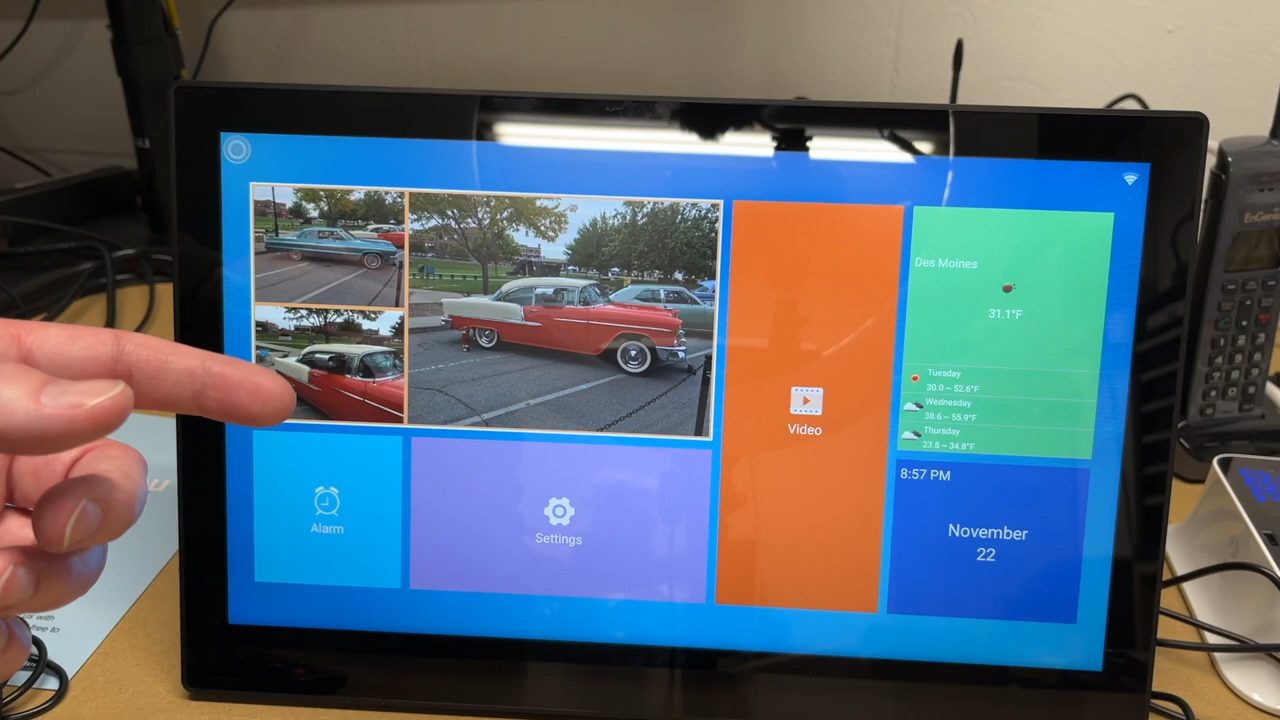 Des Moines
31.1°F
Tuesday
30.0 ~ 52.6°F
Wednesday
38.6 ~ 55.9°F
Thursday
23.8 ~ 34.8°F
Video
8:57 PM
November
22
Alarm
Settings
EnGen